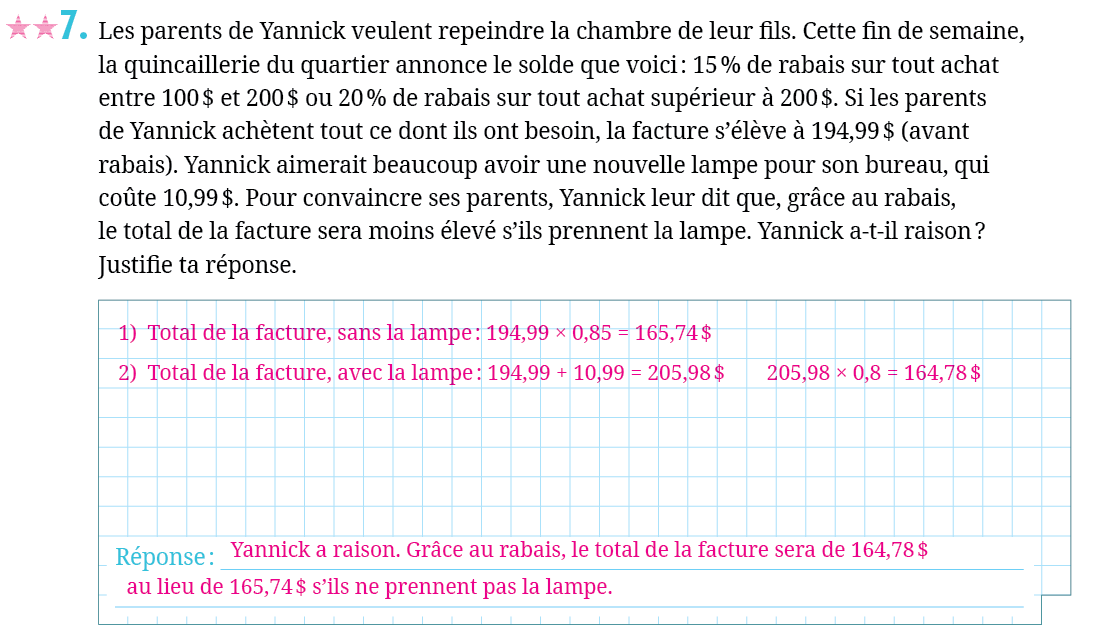 7. Les parents de Yannick veulent repeindre la chambre de leur fils. Cette fin de semaine,
la quincaillerie du quartier annonce le solde que voici : 15 % de rabais sur tout achat
entre 100 $ et 200 $ ou 20 % de rabais sur tout achat supérieur à 200 $. Si les parents
de Yannick achètent tout ce dont ils ont besoin, la facture s’élève à 194,99 $ (avant
rabais). Yannick aimerait beaucoup avoir une nouvelle lampe pour son bureau, qui
coûte 10,99 $. Pour convaincre ses parents, Yannick leur dit que, grâce au rabais,
le total de la facture sera moins élevé s’ils prennent la lampe. Yannick a-t-il raison ?
Justifie ta réponse.
1) Total de la facture, sans la lampe : 194,99 × 0,85 = 165,74 $
2) Total de la facture, avec la lampe : 194,99 + 10,99 = 205,98 $ 205,98 × 0,8 = 164,78 $
Réponse : Yannick a raison. Grâce au rabais, le total de la facture sera de 164,78 $
au lieu de 165,74 $ s’ils ne prennent pas la lampe.